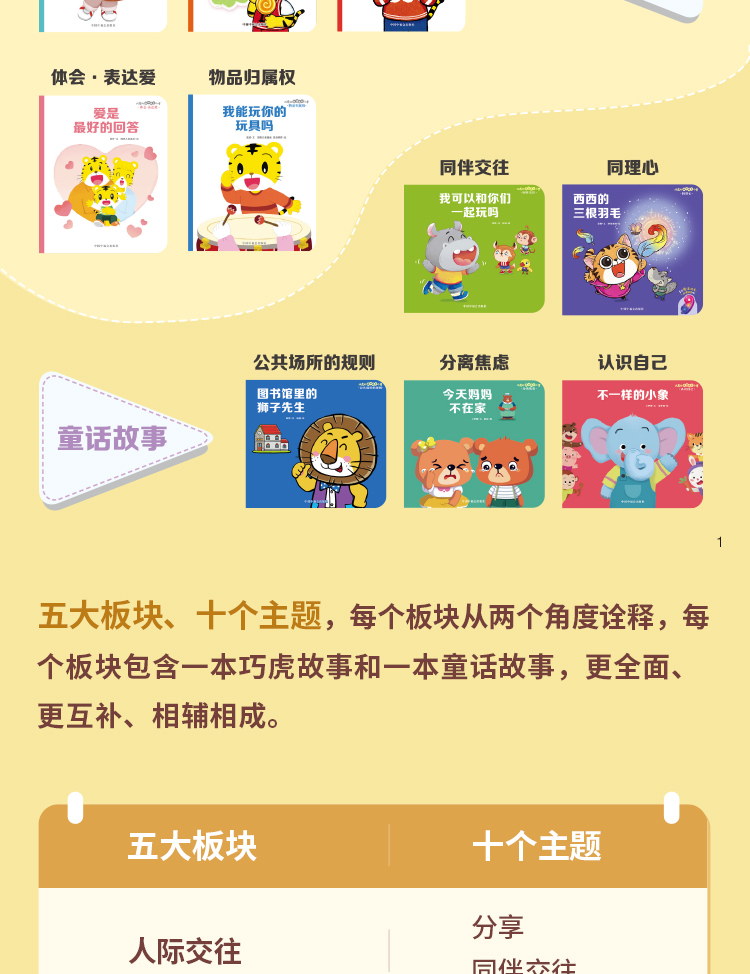 体会·表达爱
物品归属权
爱是
最好的回答
我能玩你的
玩具吗
同伴交往
同理心
我可以和你们
一起玩吗
西西的
三根羽毛
公共场所的规则
分离焦虑
认识自己
图书馆里的
狮子先生
今天妈妈
不在家
不一样的小象
童话故事
1
五大板块、十个主题，每个板块从两个角度诠释，每
个板块包含一本巧虎故事和一本童话故事，更全面、
更互补、相辅相成。
五大板块
十个主题
人际交往
分享
同伴交往